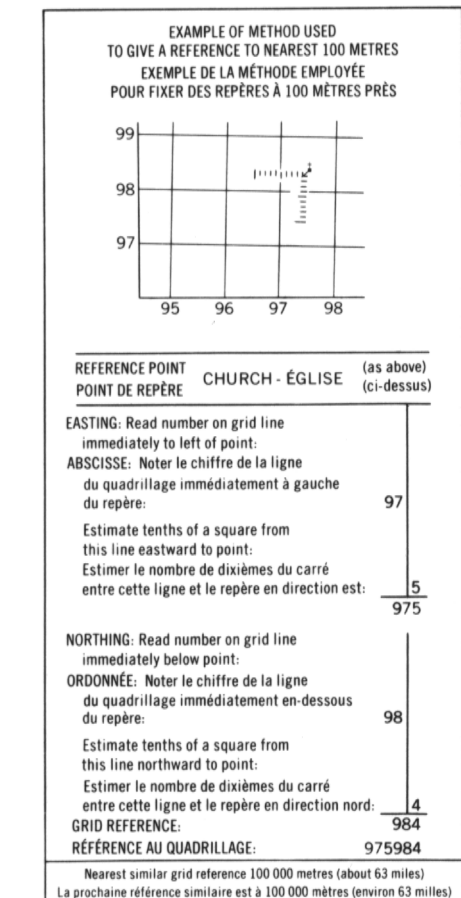 EXAMPLE OF METHOD USED
TO GIVE A REFERENCE TO NEAREST 100 METRES
EXEMPLE DE LA MÉTHODE EMPLOYÉE
POUR FIXER DES REPÈRES À 100 MÈTRES PRÈS
99
98
97
95 96 97 98
REFERENCE POINT
POINT DE REPÈRE
CHURCH - ÉGLISE
(as above)
(ci-dessus)
EASTING: Read number on grid line
immediately to left of point:
ABSCISSE: Noter le chiffre de la ligne
du quadrillage immédiatement à gauche
du repère: 97
Estimate tenths of a square from
this line eastward to point:
Estimer le nombre de dixièmes du carré
entre cette ligne et le repère en direction est: 5
975
NORTHING: Read number on grid line
immediately below point:
ORDONNÉE: Noter le chiffre de la ligne
du quadrillage immédiatement en-dessous
du repère: 98
Estimate tenths of a square from
this line northward to point:
Estimer le nombre de dixièmes du carré
entre cette ligne et le repère en direction nord: 4
GRID REFERENCE: 984
RÉFÉRENCE AU QUADRILLAGE: 975984
Nearest similar grid reference 100 000 metres (about 63 miles)
La prochaine référence similaire est à 100 000 mètres (environ 63 milles)